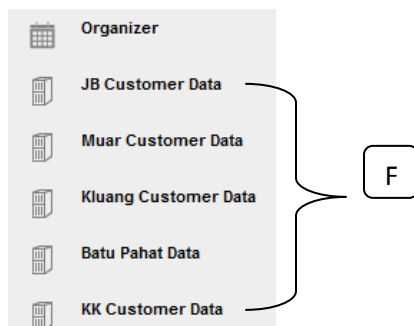 Organizer
JB Customer Data
Muar Customer Data
Kluang Customer Data
F
Batu Pahat Data
KK Customer Data